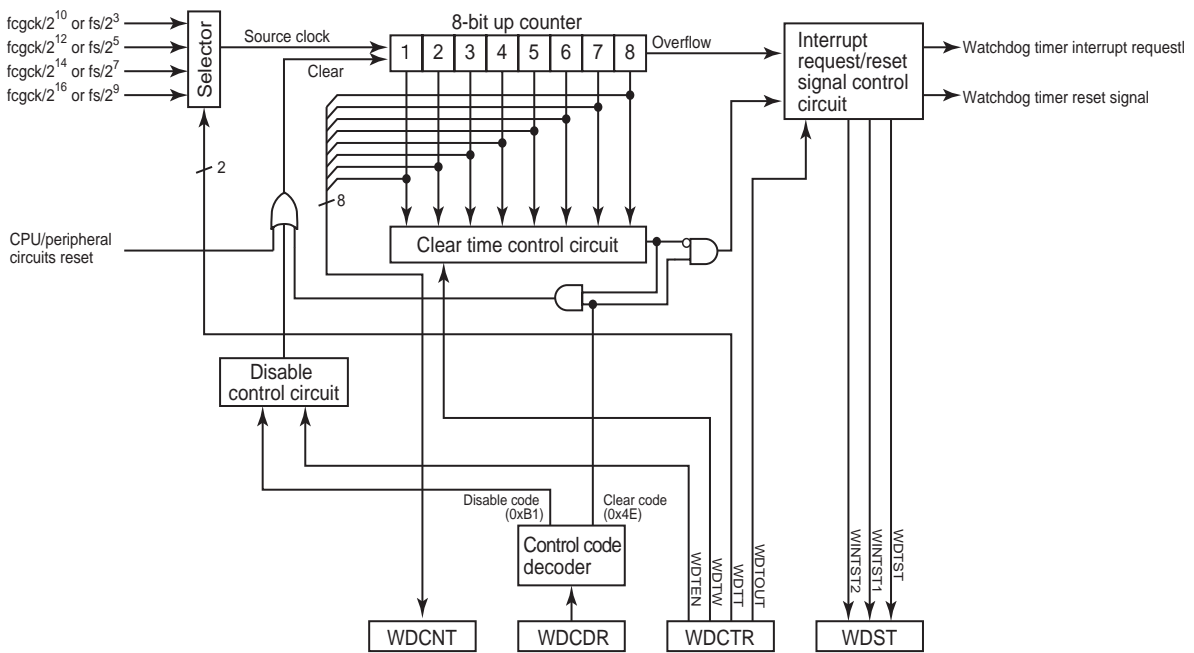 8-bit up counter
fcgck/2^10 or fs/2^3
fcgck/2^12 or fs/2^5
fcgck/2^14 or fs/2^7
fcgck/2^16 or fs/2^9
Selector
Source clock
Clear
1 2 3 4 5 6 7 8
Overflow
Interrupt
request/reset
signal control
circuit
Watchdog timer interrupt requestl
Watchdog timer reset signal
2
8
CPU/peripheral
circuits reset
Clear time control circuit
Disable
control circuit
Disable code
(0xB1)
Clear code
(0x4E)
Control code
decoder
WDTEN
WDTW
WDTT
WDTOUT
WINTST2
WINTST1
WDTST
WDCNT
WDCDR
WDCTR
WDST